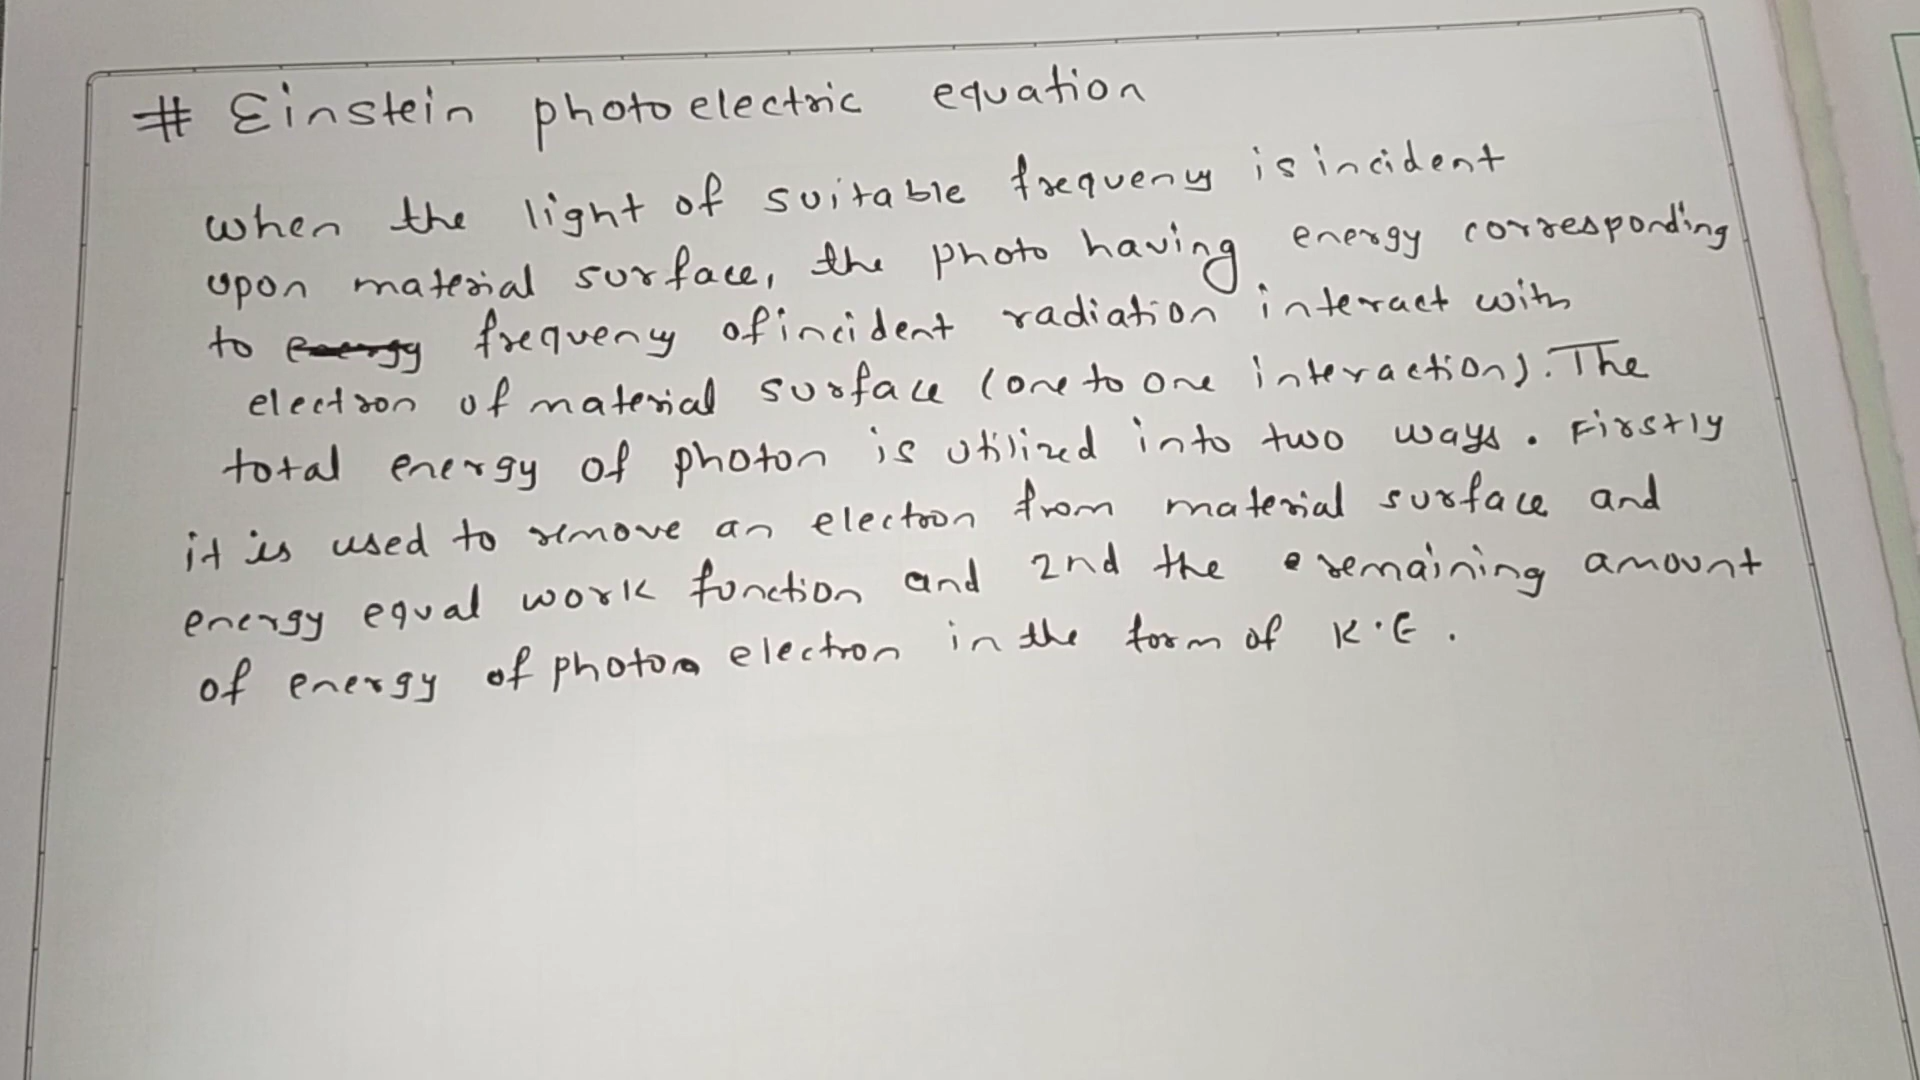 # Einstein photoelectric equation
when the light of suitable frequency is incident
upon material surface, the photo having energy corresponding
to energy frequency of incident radiation interact with
electron of material surface (one to one interaction). The
total energy of photon is utilized into two ways. Firstly
it is used to remove an electron from material surface and
energy equal work function and 2nd the remaining amount
of energy of photon electron in the form of K.E.